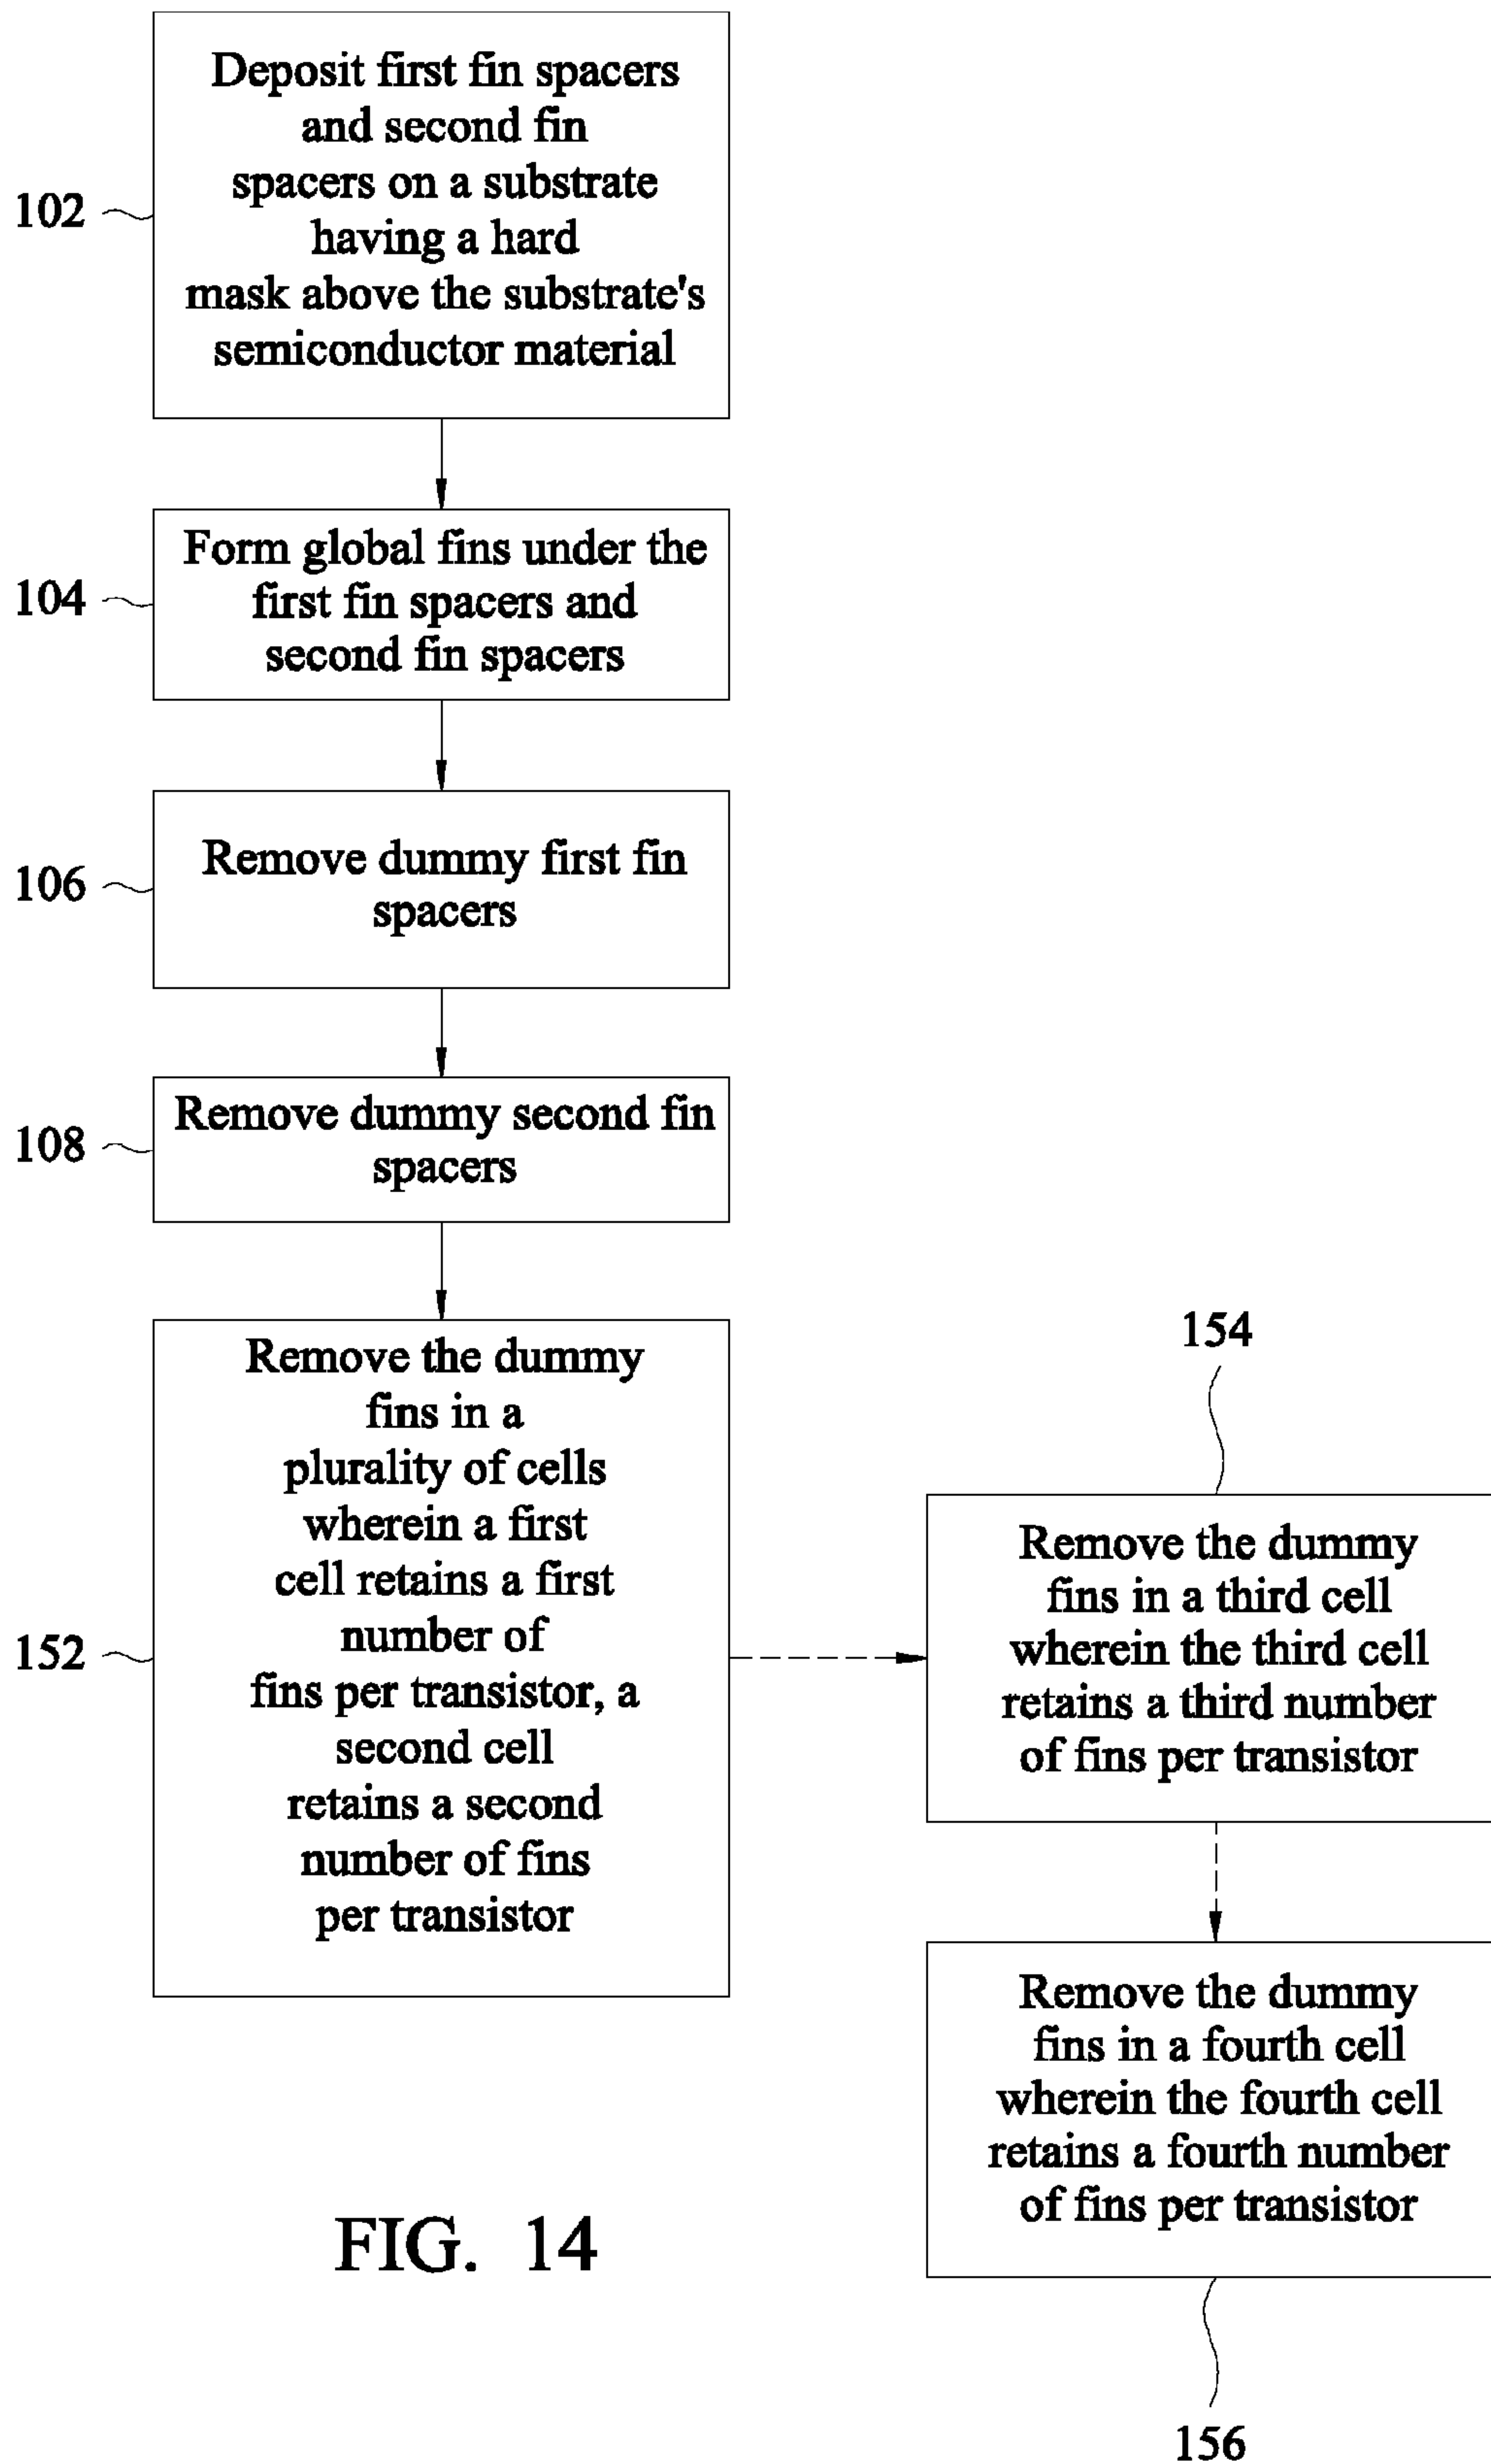 Deposit first fin spacers
and second fin
spacers on a substrate
having a hard
mask above the substrate's
semiconductor material
102
Form global fins under the
first fin spacers and
second fin spacers
104
Remove dummy first fin
spacers
106
Remove dummy second fin
spacers
108
Remove the dummy
fins in a
plurality of cells
wherein a first
cell retains a first
number of
fins per transistor, a
second cell
retains a second
number of fins
per transistor
152
154
Remove the dummy
fins in a third cell
wherein the third cell
retains a third number
of fins per transistor
Remove the dummy
fins in a fourth cell
wherein the fourth cell
retains a fourth number
of fins per transistor
156
FIG. 14